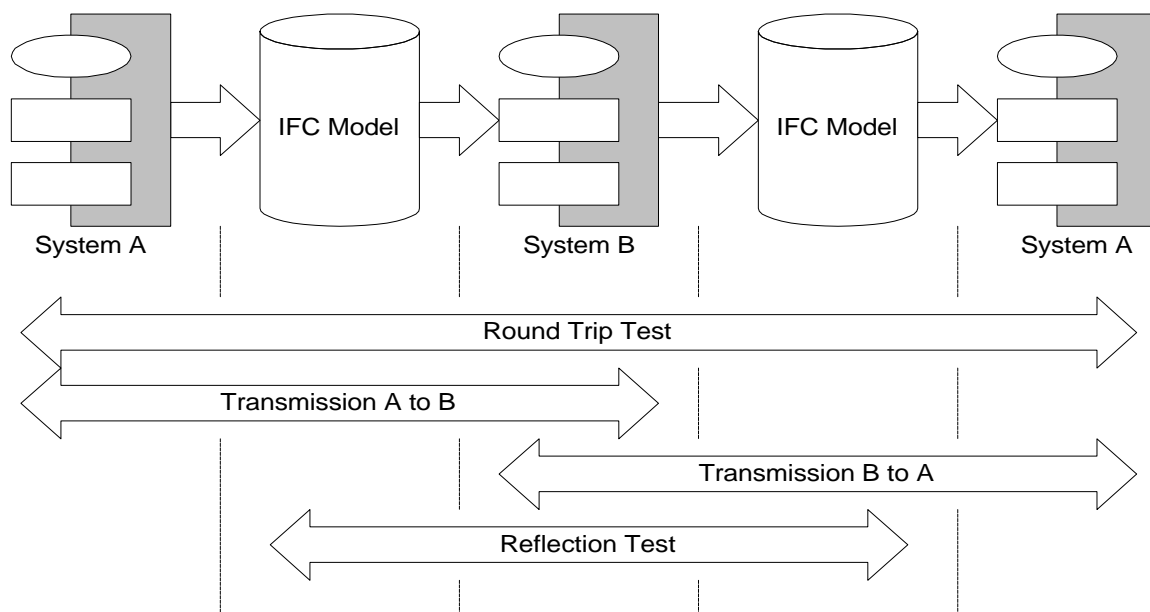 IFC Model
IFC Model
System A
System B
System A
Round Trip Test
Transmission A to B
Transmission B to A
Reflection Test